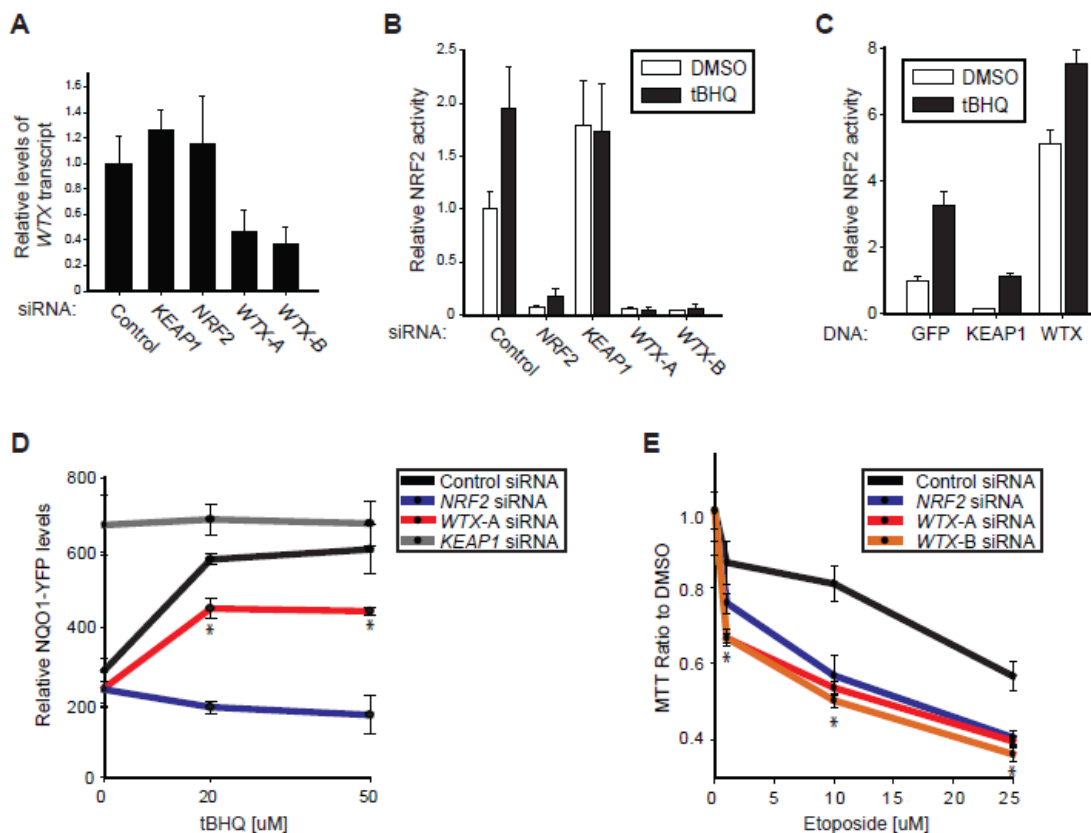 A
Relative levels of
WTX transcript
1.6
1.4
1.2
1.0
0.8
0.6
0.4
0.2
0
siRNA:
Control
KEAP1
NRF2
WTX-A
WTX-B
B
Relative NRF2 activity
2.5
2.0
1.5
1.0
0.5
0
DMSO
tBHQ
siRNA:
Control
NRF2
KEAP1
WTX-A
WTX-B
C
Relative NRF2 activity
8
6
4
2
0
DMSO
tBHQ
DNA:
GFP
KEAP1
WTX
D
Relative NQO1-YFP levels
800
600
400
200
0
0
20
50
tBHQ [uM]
*
*
Control siRNA
NRF2 siRNA
WTX-A siRNA
KEAP1 siRNA
E
MTT Ratio to DMSO
1.0
0.8
0.6
0.4
0
5
10
15
20
25
Etoposide [uM]
*
*
*
Control siRNA
NRF2 siRNA
WTX-A siRNA
WTX-B siRNA